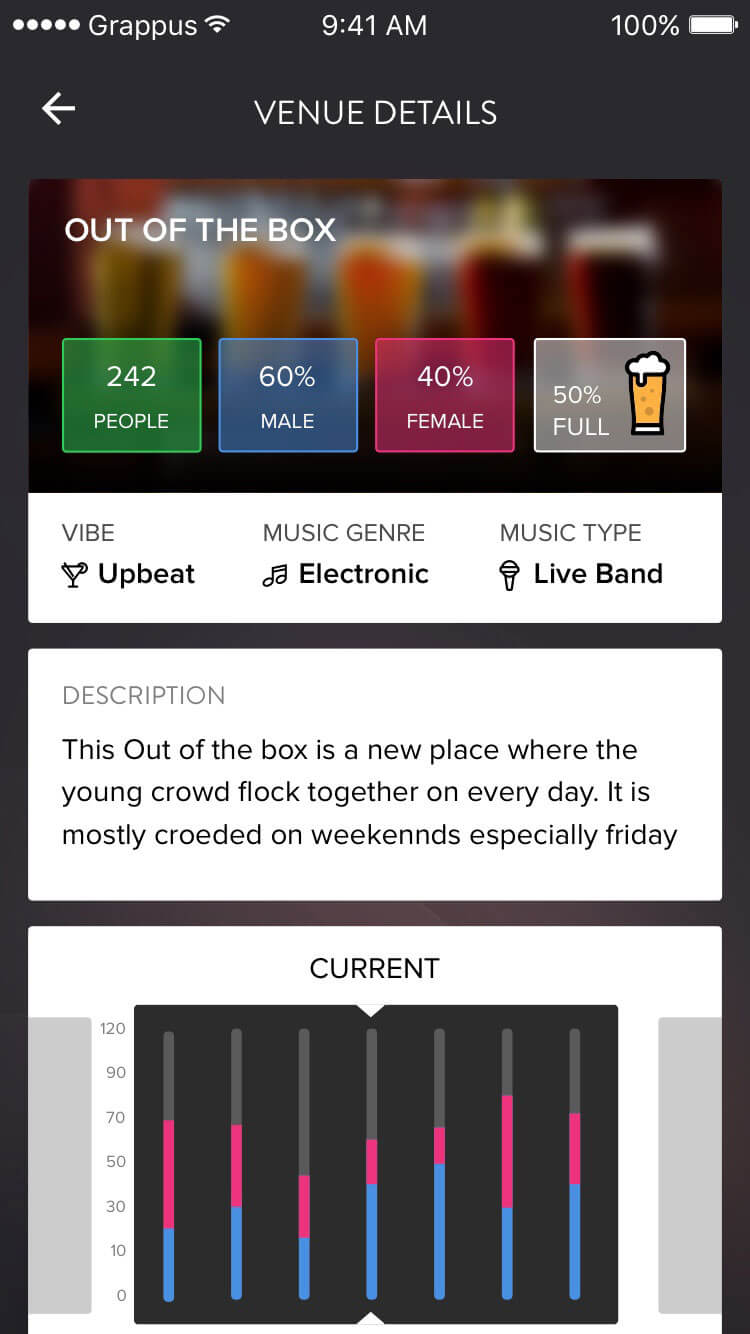 Grappus 9:41 AM 100%
VENUE DETAILS
OUT OF THE BOX
242
PEOPLE
60%
MALE
40%
FEMALE
50%
FULL
VIBE
Upbeat
MUSIC GENRE
Electronic
MUSIC TYPE
Live Band
DESCRIPTION
This Out of the box is a new place where the
young crowd flock together on every day. It is
mostly croeded on weekennds especially friday
CURRENT
120
90
70
50
30
10
0